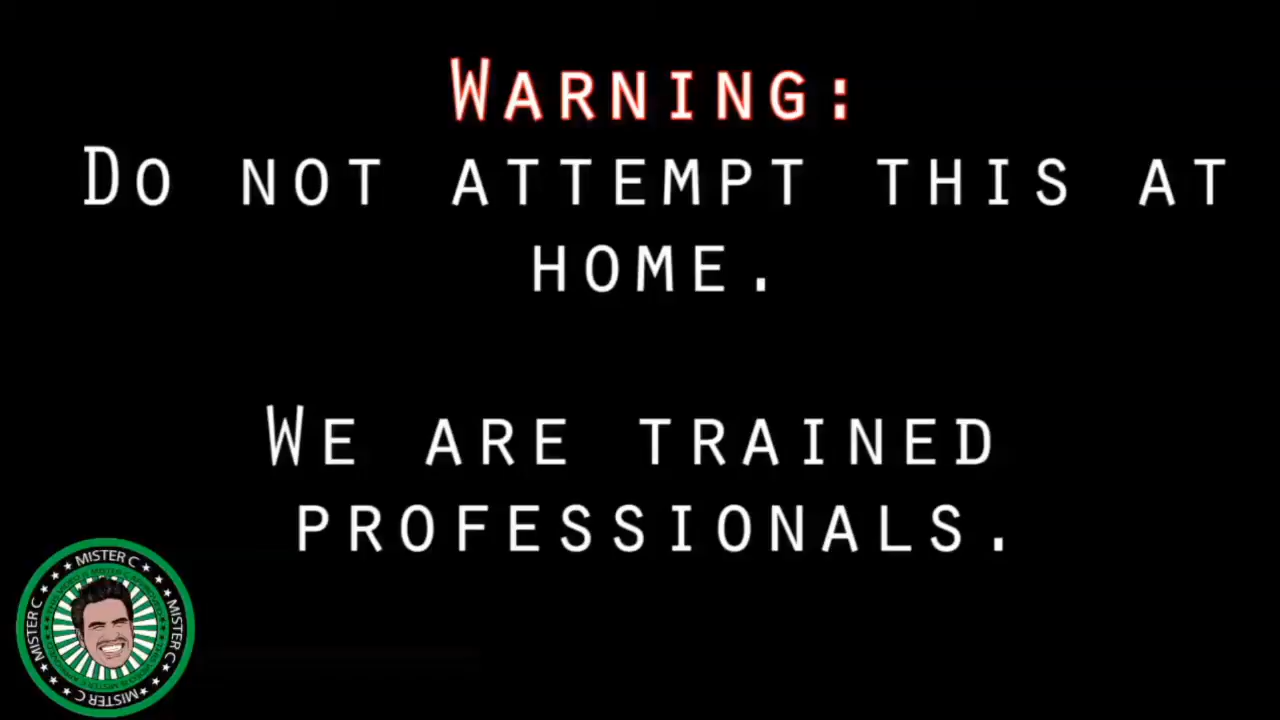 Warning:
Do not attempt this at
home.
We are trained
professionals.
MISTER C
MISTER C
MISTER C
MISTER C